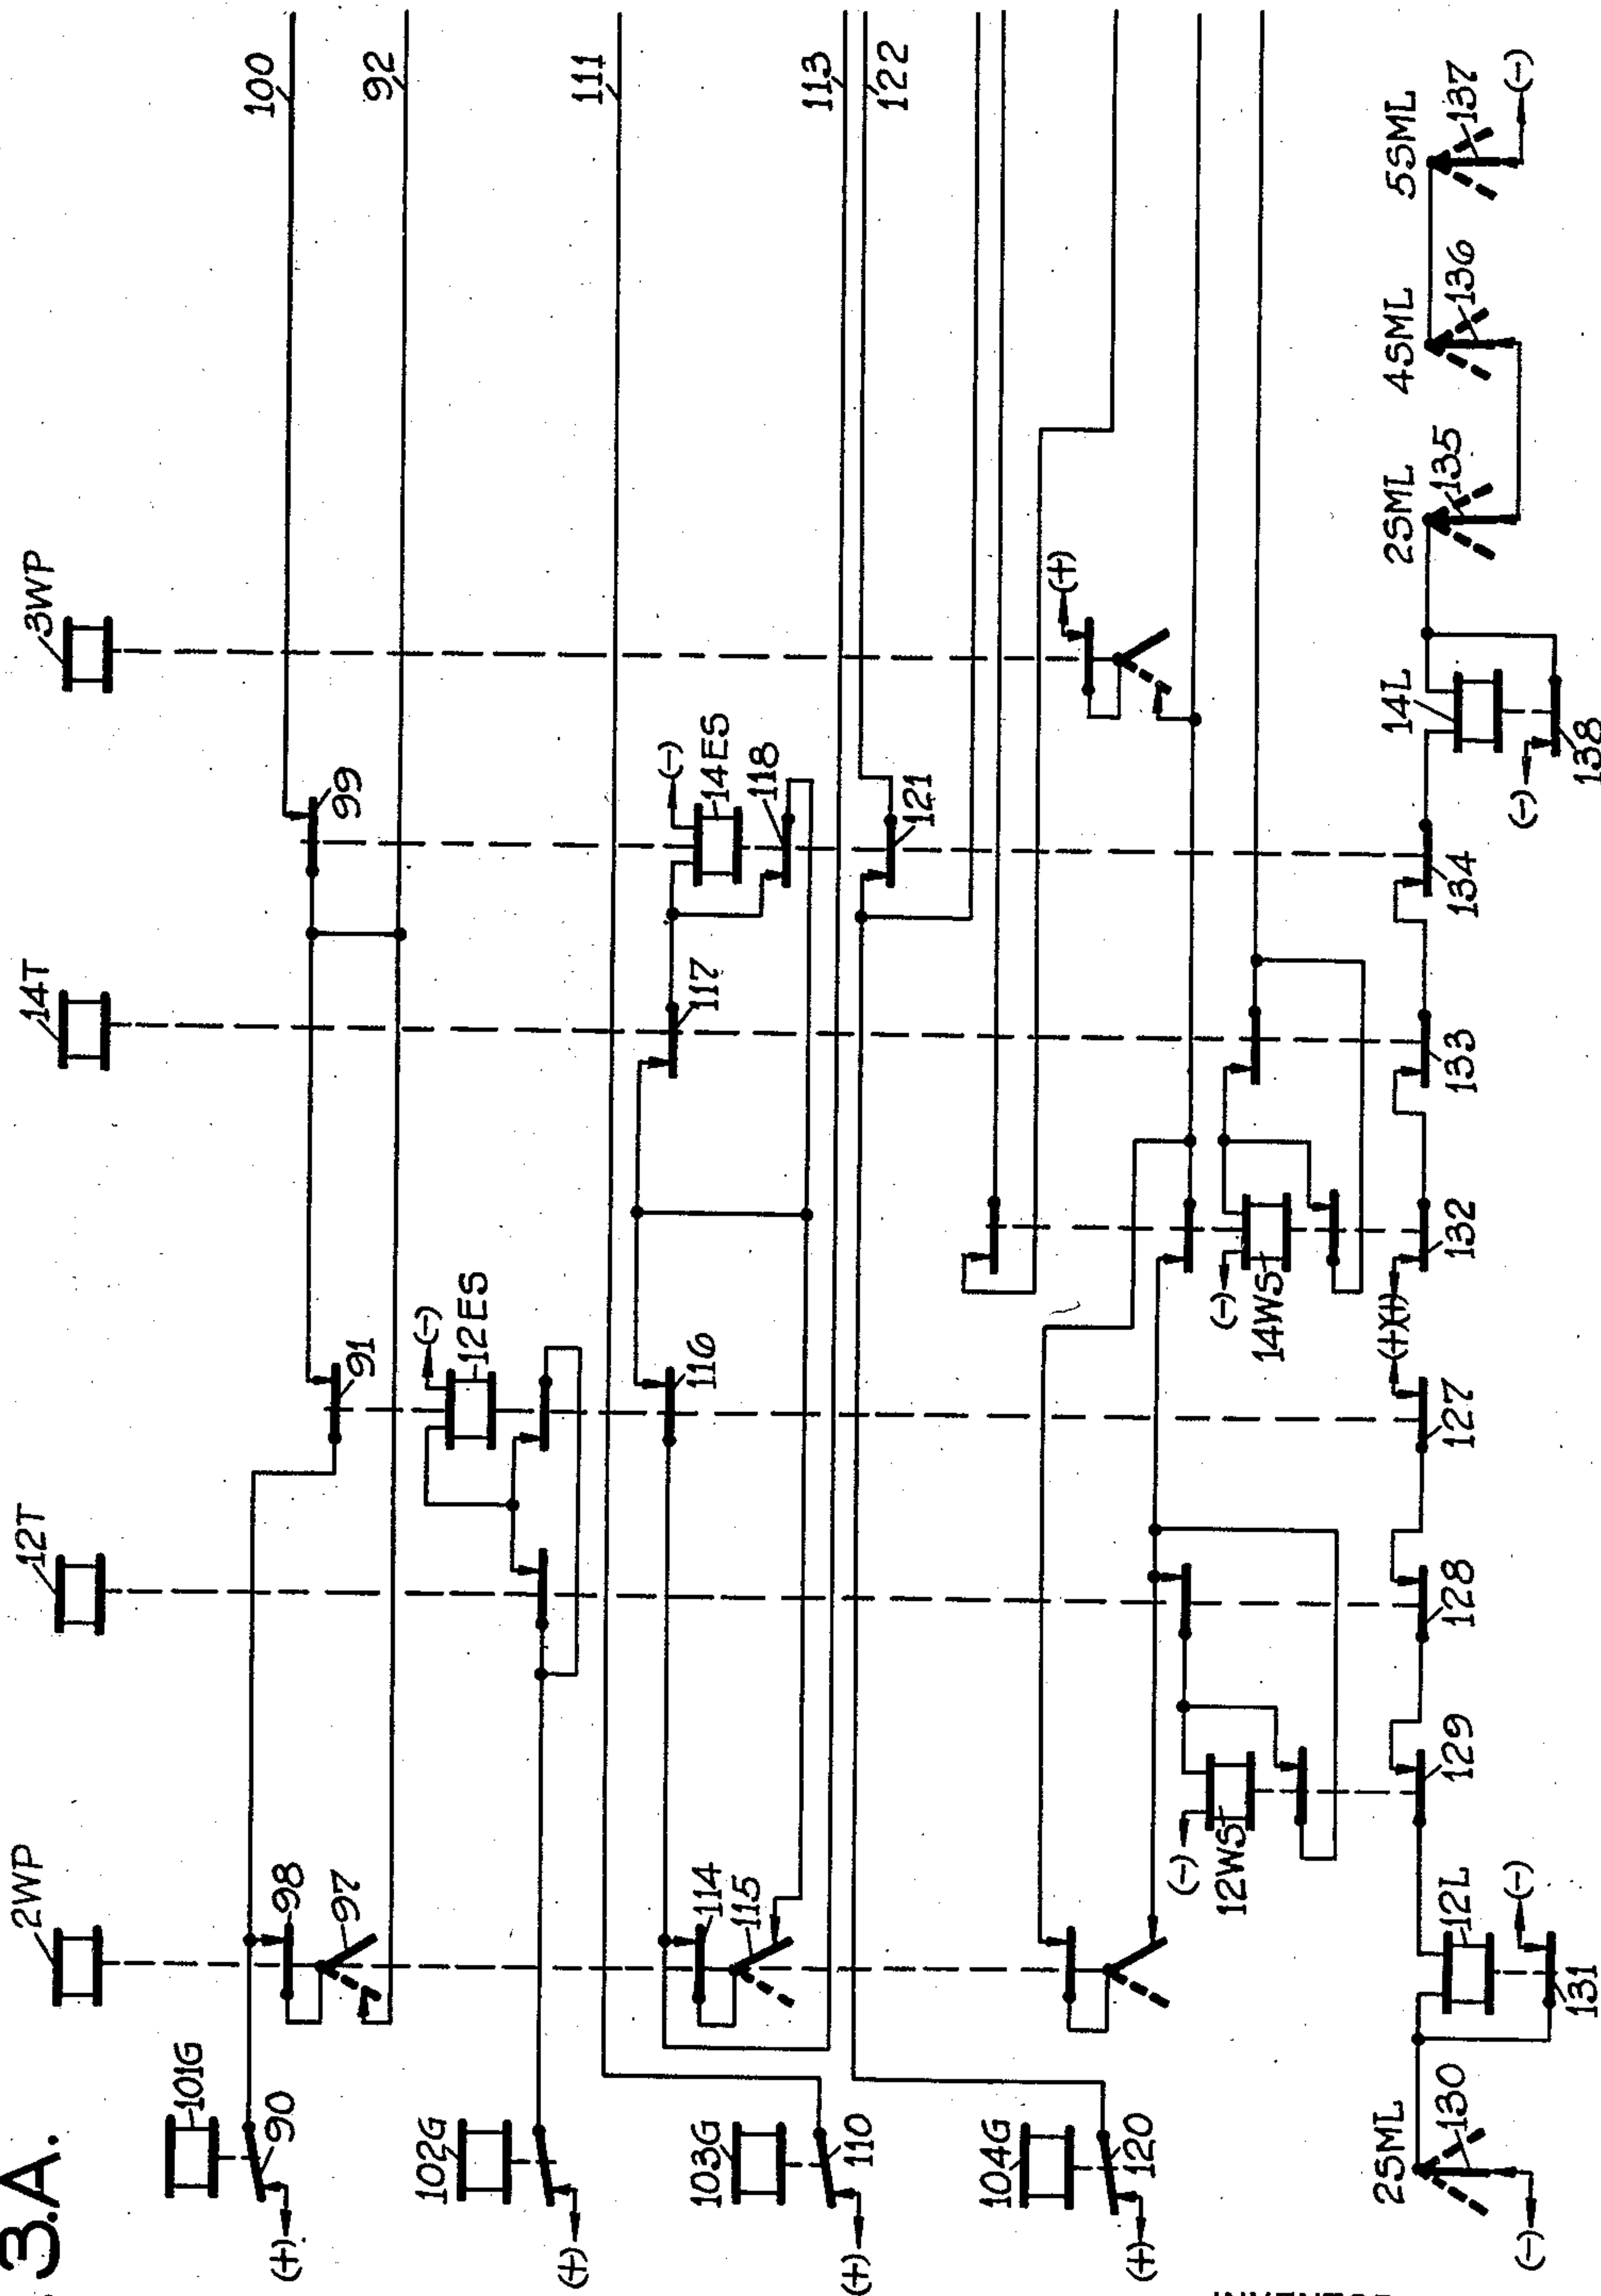 3.A.
2WP
12T
14T
3WP
101G
90
(+)
98
97
91
99
100
92
102G
(+)
12ES
(-)
111
103G
110
(+)
114
115
116
117
14ES
(-)
118
113
122
104G
120
(+)
121
(+)
12WS
(-)
14WS
(-)
2SML
130
(-)
12L
131
(-)
129
128
127
(+)
(+)
132
133
134
14L
138
(-)
2SML
135
4SML
136
5SML
137
(-)